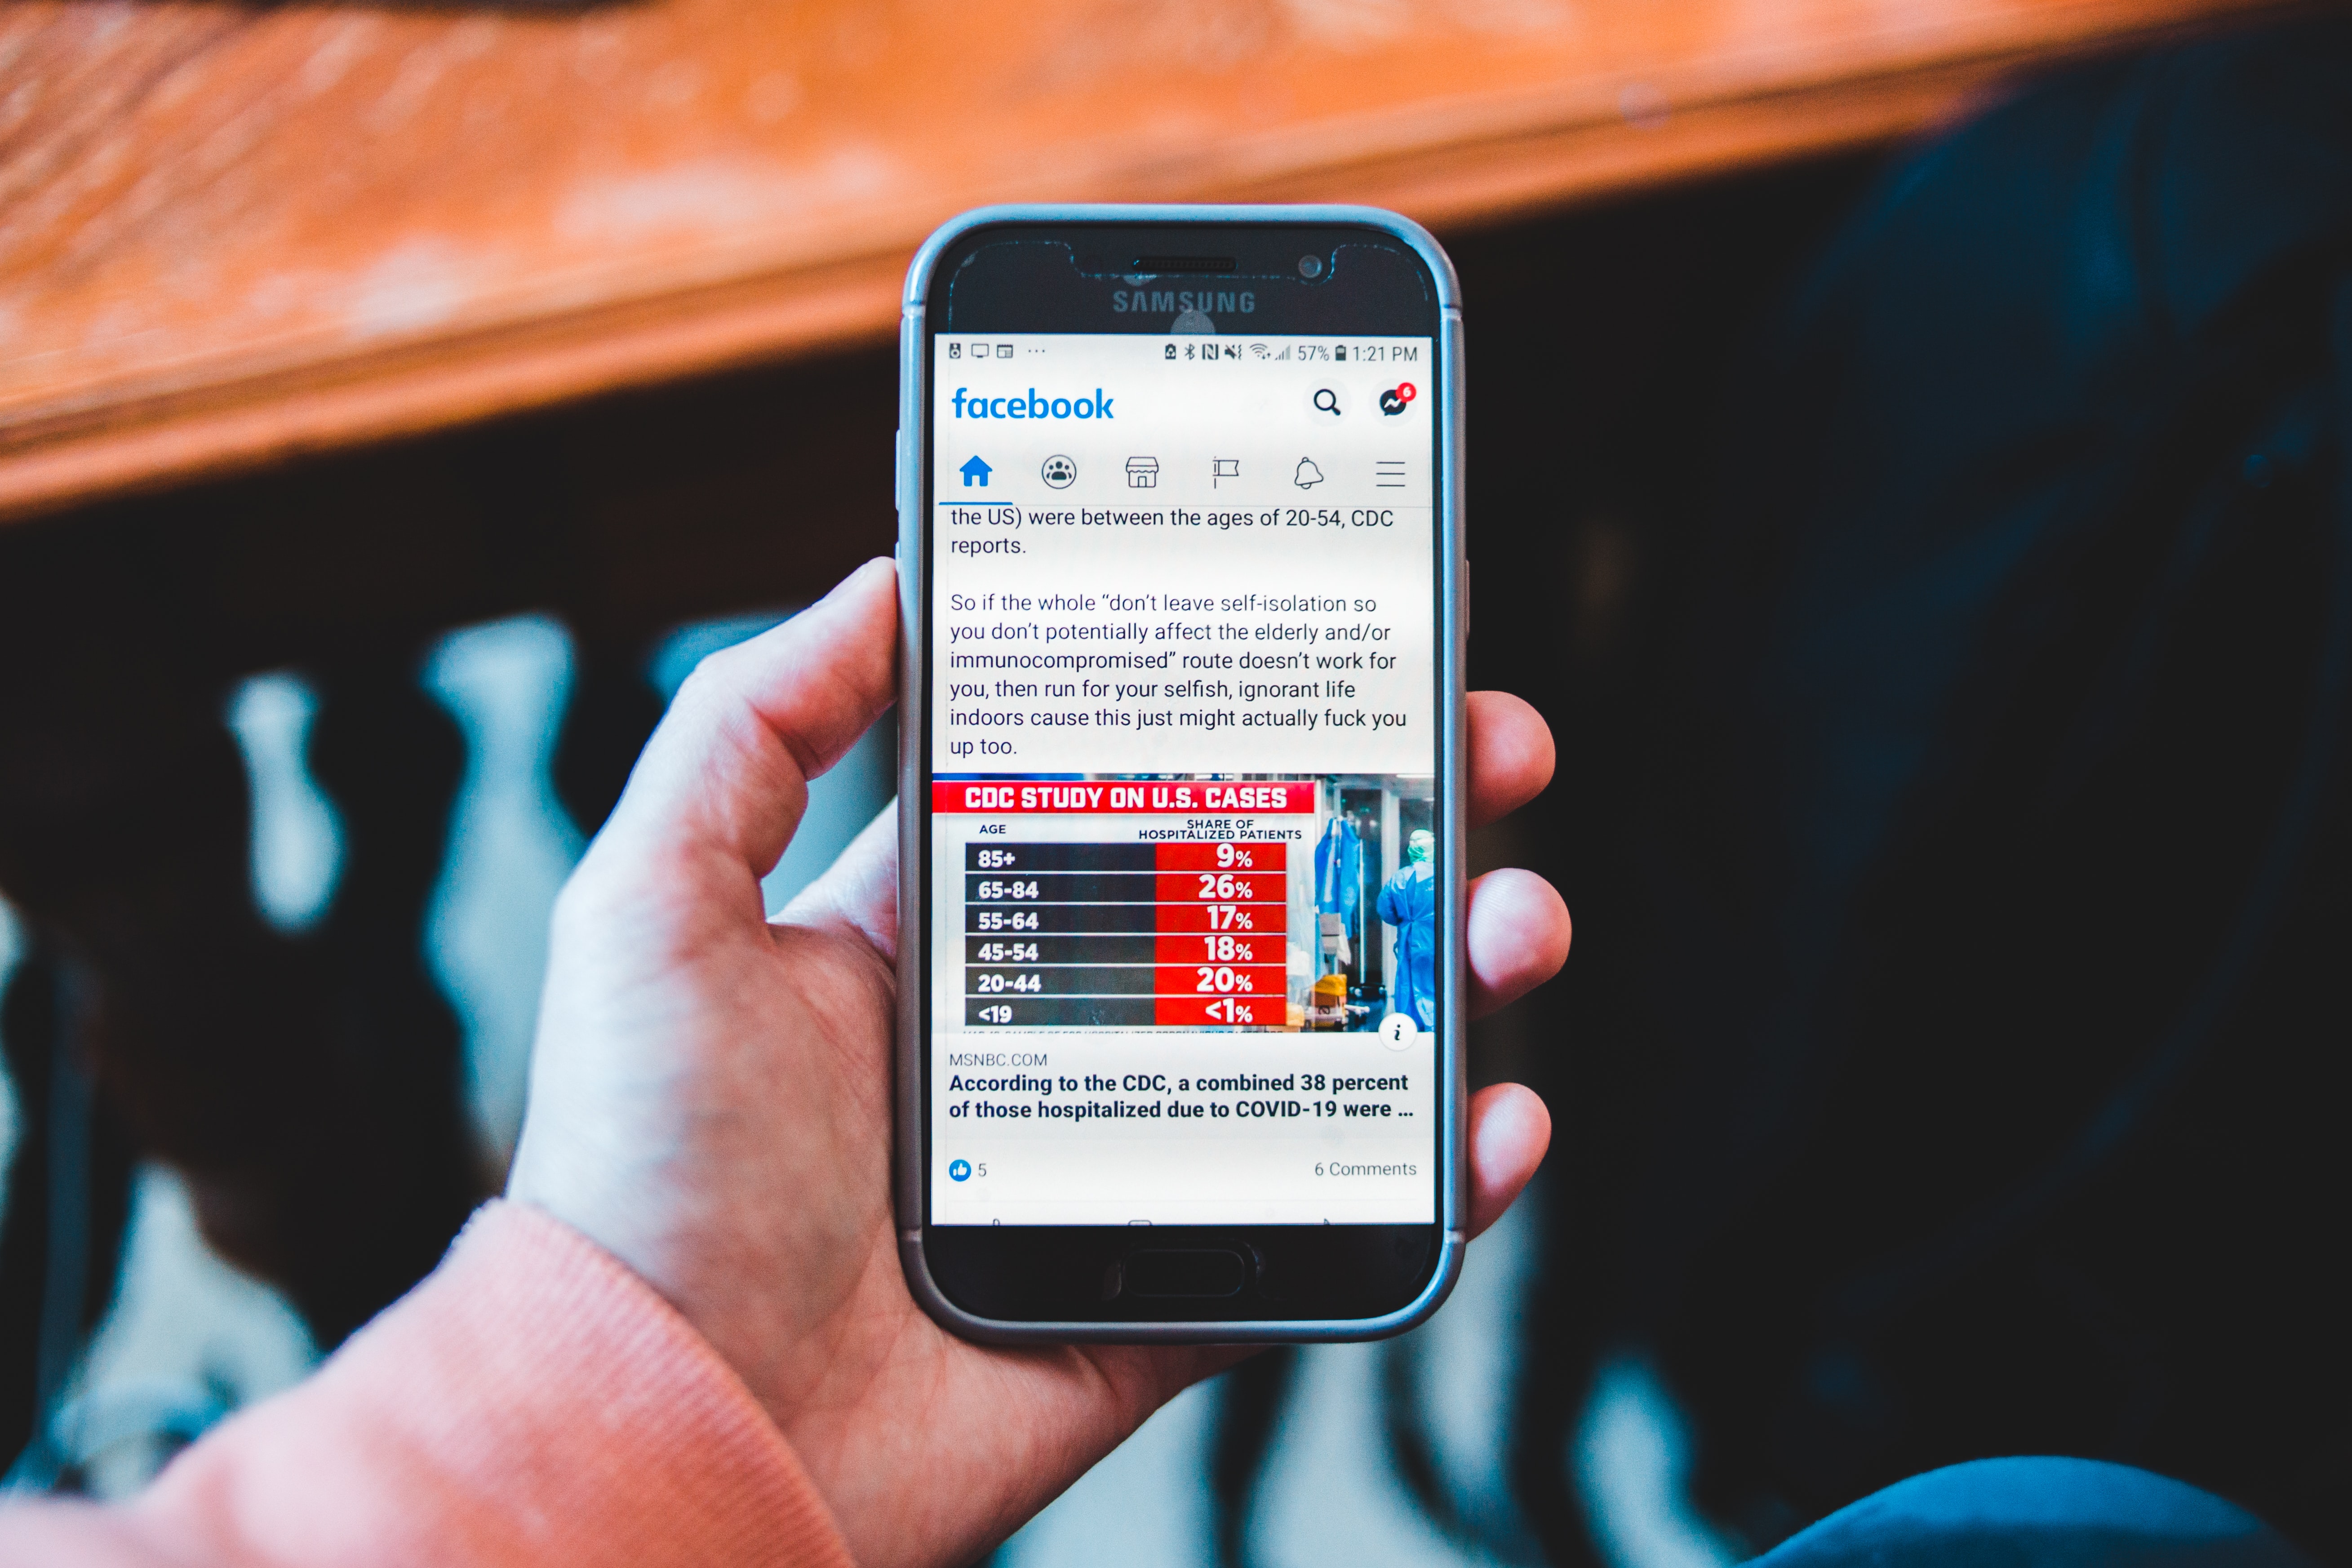 SAMSUNG
57% 1:21 PM
facebook
6
the US) were between the ages of 20-54, CDC
reports.
So if the whole “don’t leave self-isolation so
you don’t potentially affect the elderly and/or
immunocompromised” route doesn’t work for
you, then run for your selfish, ignorant life
indoors cause this just might actually fuck you
up too.
CDC STUDY ON U.S. CASES
AGE SHARE OF
HOSPITALIZED PATIENTS
85+ 9%
65-84 26%
55-64 17%
45-54 18%
20-44 20%
<19 <1%
i
MSNBC.COM
According to the CDC, a combined 38 percent
of those hospitalized due to COVID-19 were ...
5 6 Comments